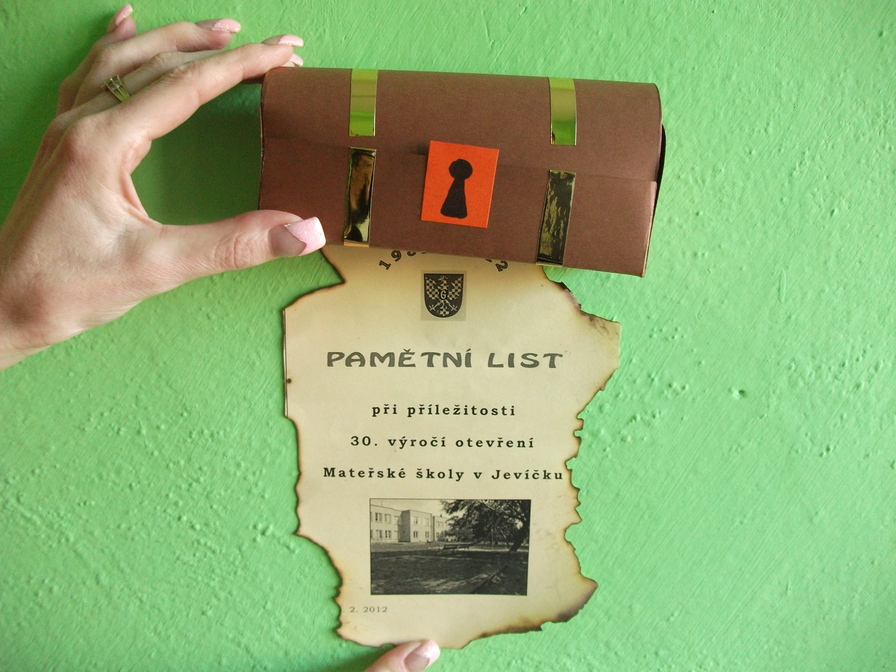 PAMĚTNÍ LIST
při příležitosti
30. výročí otevření
Mateřské školy v Jevíčku
2. 2012